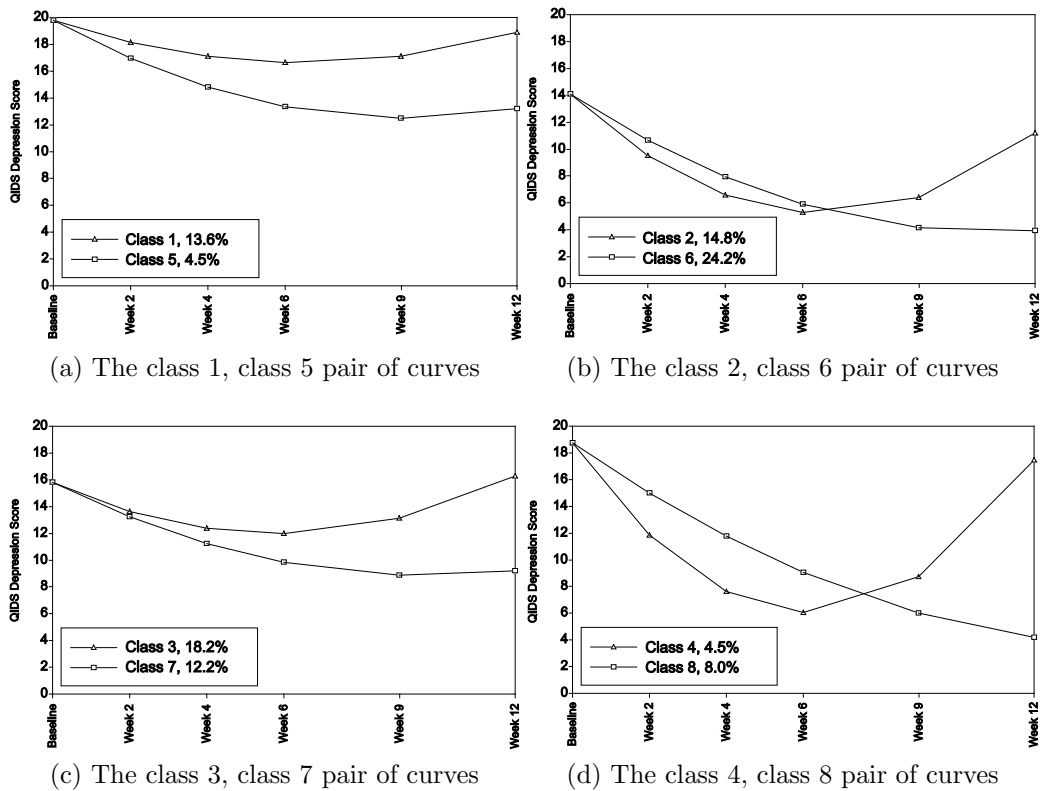 20
18
16
14
12
10
8
6
4
2
0
QIDS Depression Score
Class 1, 13.6%
Class 5, 4.5%
Baseline
Week 2
Week 4
Week 6
Week 9
Week 12
(a) The class 1, class 5 pair of curves
20
18
16
14
12
10
8
6
4
2
0
QIDS Depression Score
Class 2, 14.8%
Class 6, 24.2%
Baseline
Week 2
Week 4
Week 6
Week 9
Week 12
(b) The class 2, class 6 pair of curves
20
18
16
14
12
10
8
6
4
2
0
QIDS Depression Score
Class 3, 18.2%
Class 7, 12.2%
Baseline
Week 2
Week 4
Week 6
Week 9
Week 12
(c) The class 3, class 7 pair of curves
20
18
16
14
12
10
8
6
4
2
0
QIDS Depression Score
Class 4, 4.5%
Class 8, 8.0%
Baseline
Week 2
Week 4
Week 6
Week 9
Week 12
(d) The class 4, class 8 pair of curves